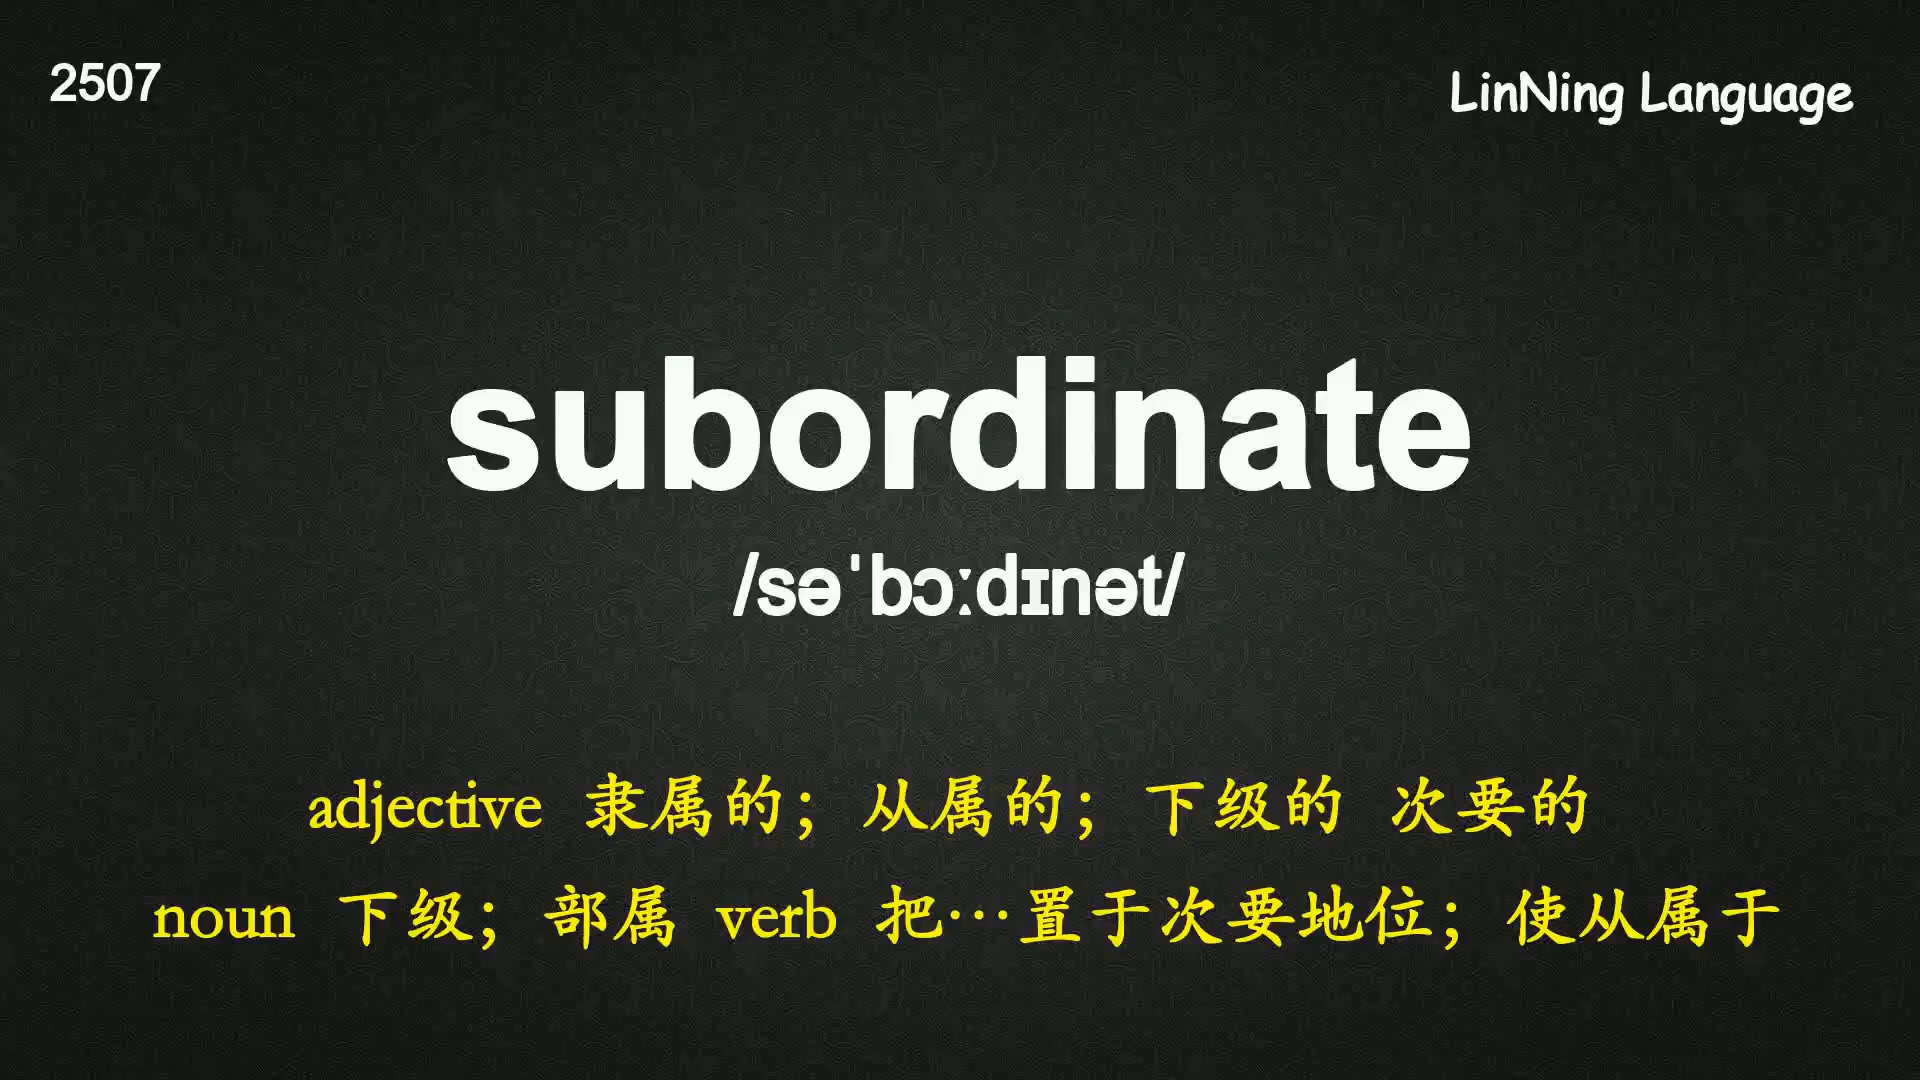 2507
LinNing Language
subordinate
/səˈbɔːdɪnət/
adjective 隶属的；从属的；下级的 次要的
noun 下级；部属 verb 把…置于次要地位；使从属于